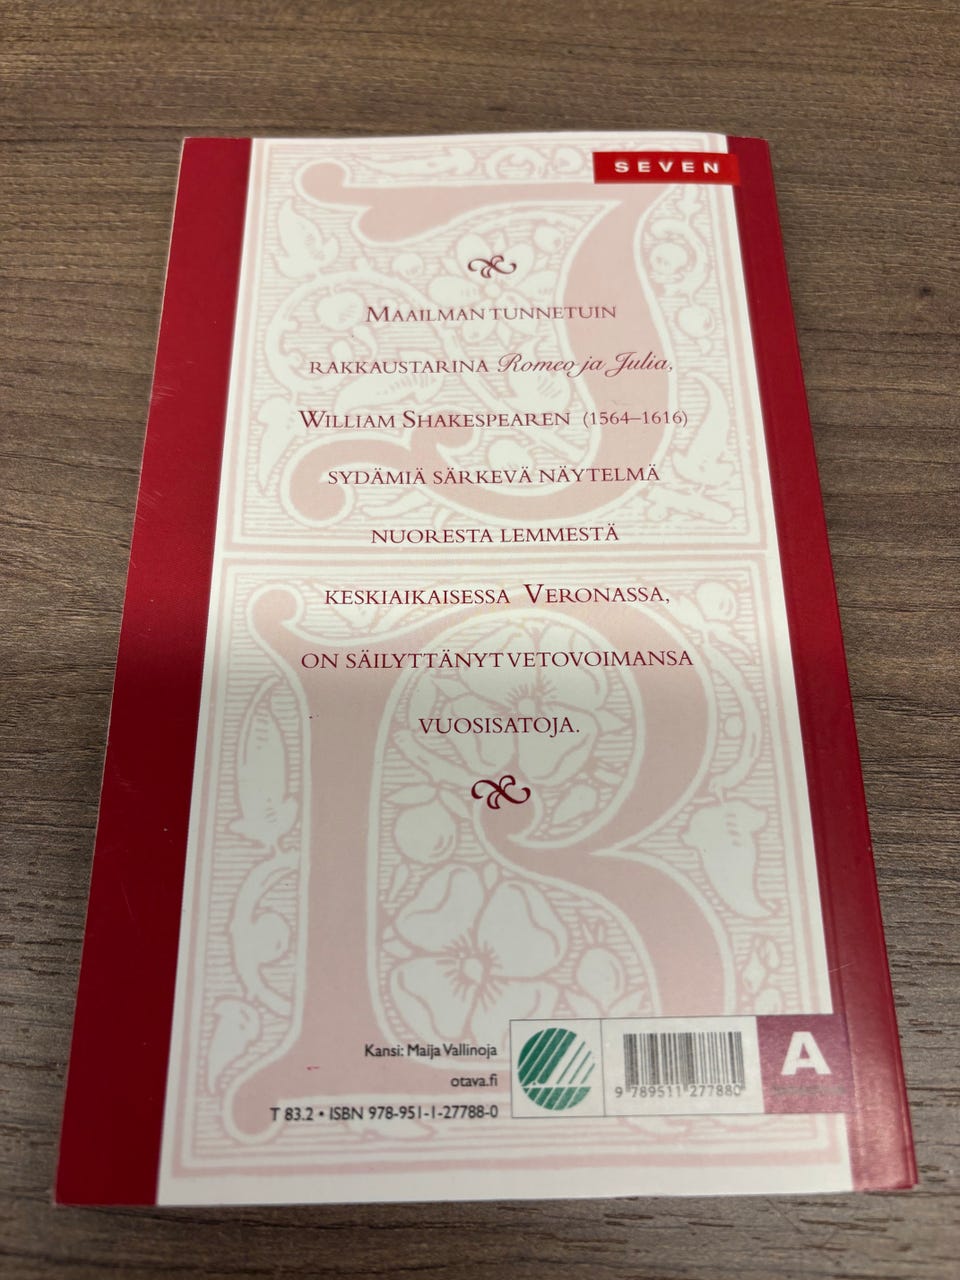 SEVEN
MAAILMAN TUNNETUIN
RAKKAUSTARINA Romeo ja Julia,
WILLIAM SHAKESPEAREN (1564–1616)
SYDÄMIÄ SÄRKEVÄ NÄYTELMÄ
NUORESTA LEMMESTÄ
KESKIAIKAISESSA VERONASSA,
ON SÄILYTTÄNYT VETOVOIMANSA
VUOSISATOJA.
Kansi: Maija Vallinoja
otava.fi
T 83.2 • ISBN 978-951-1-27788-0
9 789511 277880
A